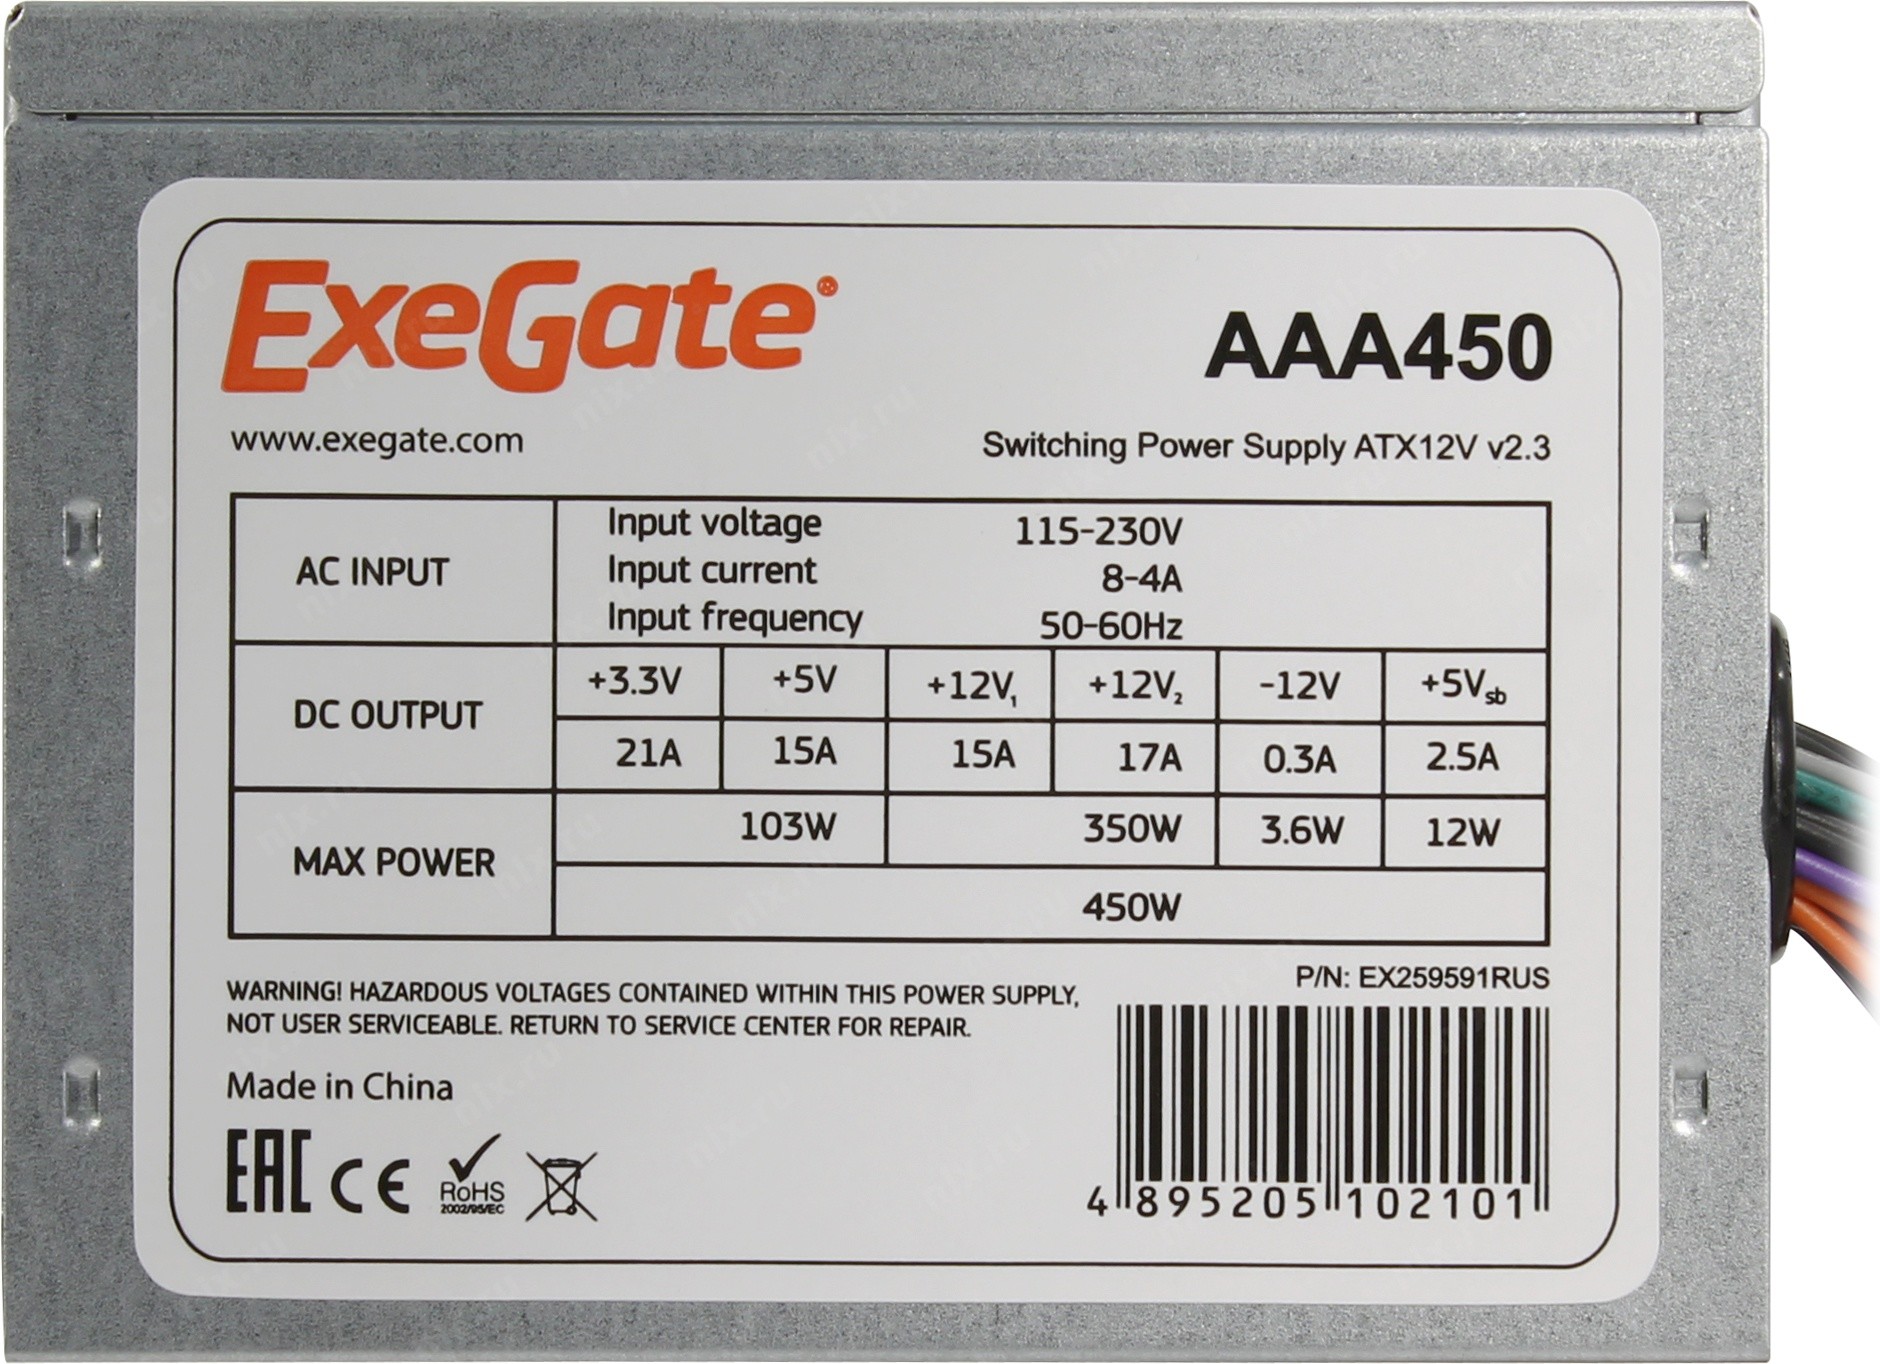 ExeGate®
AAA450
www.exegate.com
Switching Power Supply ATX12V v2.3
AC INPUT
Input voltage 115-230V
Input current 8-4A
Input frequency 50-60Hz
DC OUTPUT
+3.3V +5V +12V1 +12V2 -12V +5Vsb
21A 15A 15A 17A 0.3A 2.5A
MAX POWER
103W 350W 3.6W 12W
450W
P/N: EX259591RUS
WARNING! HAZARDOUS VOLTAGES CONTAINED WITHIN THIS POWER SUPPLY,
NOT USER SERVICEABLE. RETURN TO SERVICE CENTER FOR REPAIR.
Made in China
EAC CE RoHS
2002/95/EC
4 895205 102101
nix.ru